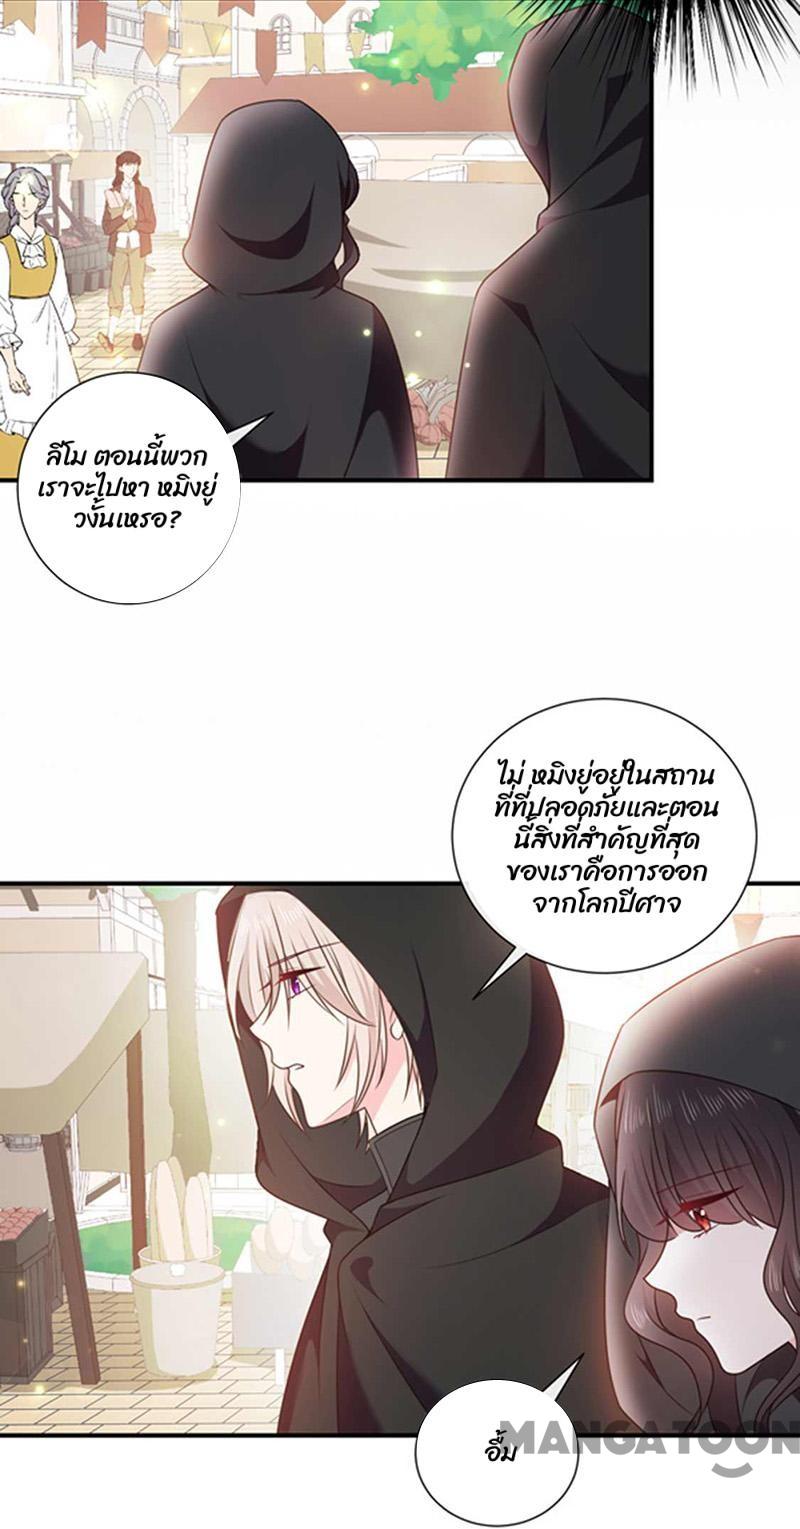 ลีโม ตอนนี้พวก
เราจะไปหา หมิงยู่
วงั้นเหรอ?
ไม่ หมิงยู่อยู่ในสถาน
ที่ที่ปลอดภัยและตอน
นี้สิ่งที่สำคัญที่สุด
ของเราคือการออก
จากโลกปีศาจ
อื้ม
MANGATOON